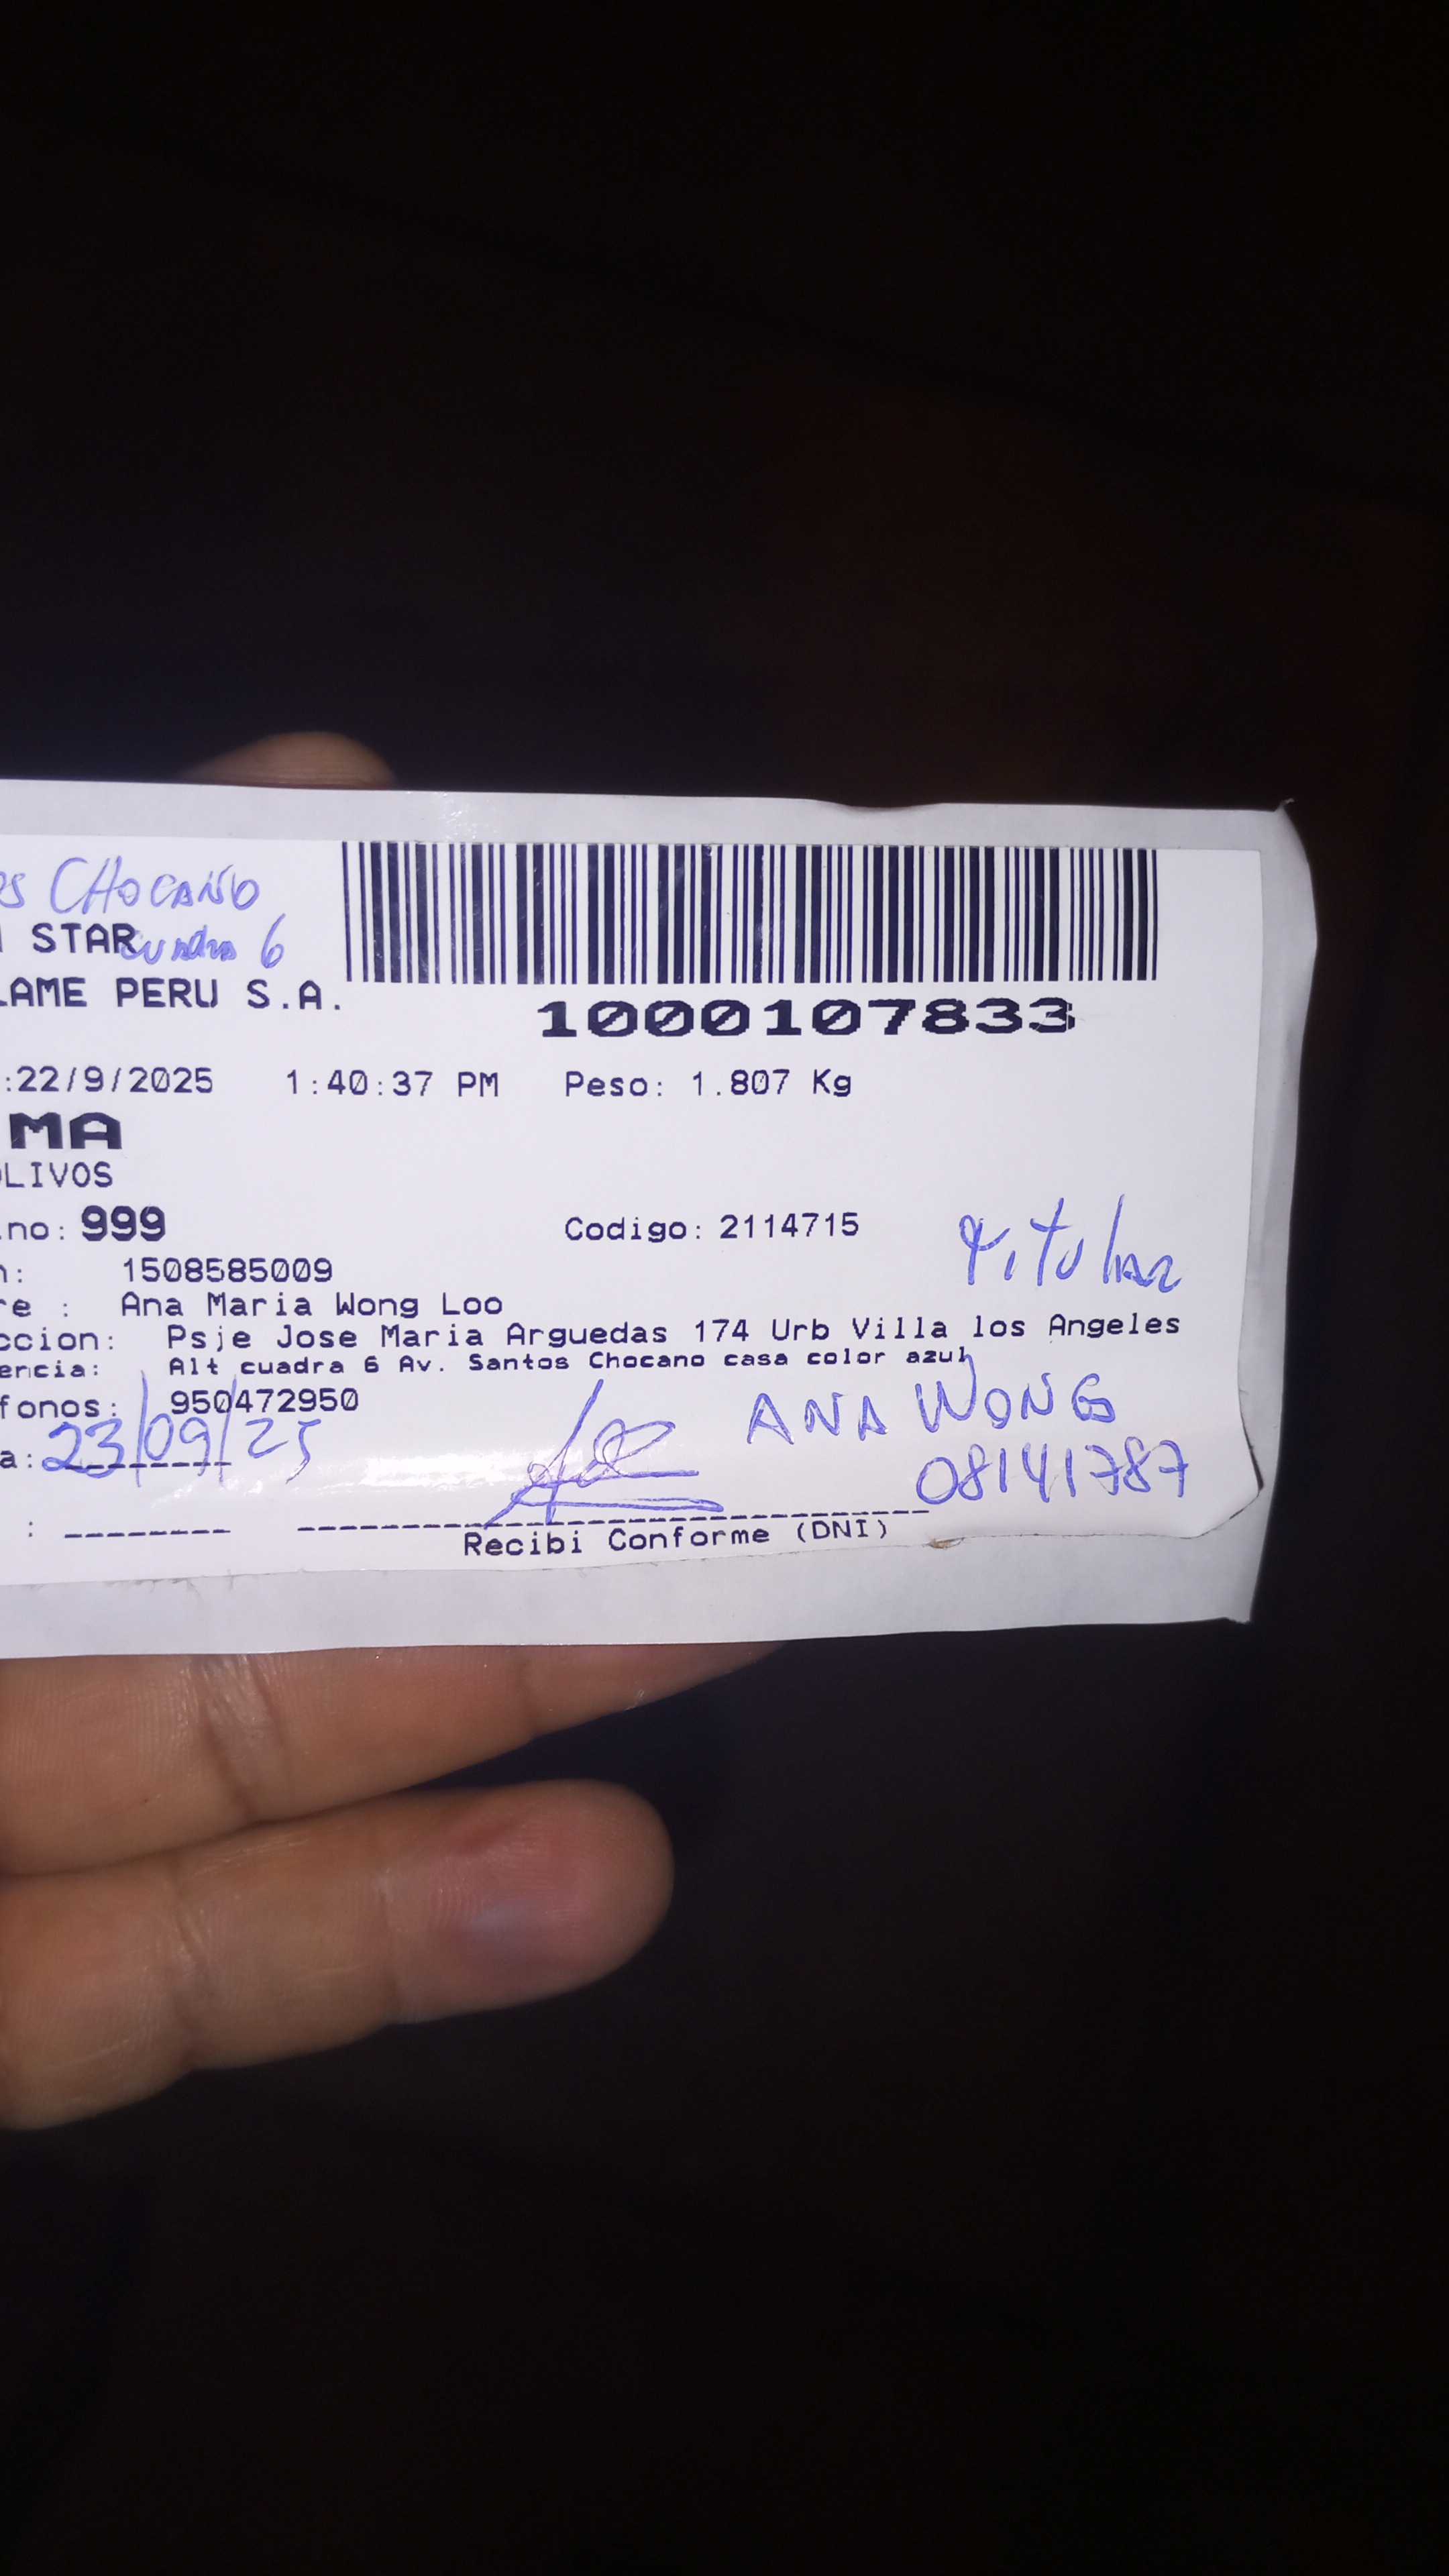 es CHOCANO
STAR cuadra 6
LAME PERU S.A.
1000107833
:22/9/2025 1:40:37 PM Peso: 1.807 Kg
MA
OLIVOS
.no: 999 Codigo: 2114715
Titular
n: 1508585009
re : Ana Maria Wong Loo
ccion: Psje Jose Maria Arguedas 174 Urb Villa los Angeles
encia: Alt cuadra 6 Av. Santos Chocano casa color azul
fonos: 950472950
ANA WONG
a: 23/09/25
08141787
Recibi Conforme (DNI)